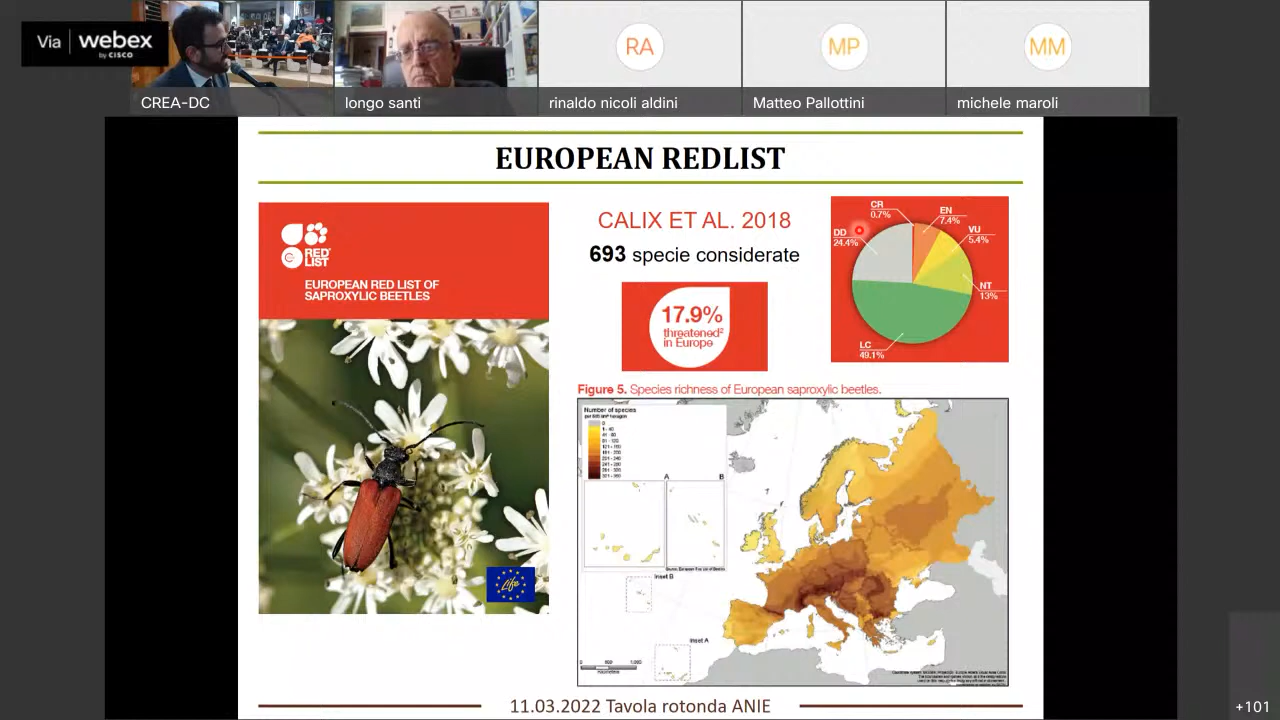 Via webex
by CISCO
CREA-DC
longo santi
RA
rinaldo nicoli aldini
MP
Matteo Pallottini
MM
michele maroli
EUROPEAN REDLIST
RED
LIST
EUROPEAN RED LIST OF
SAPROXYLIC BEETLES
Life
CALIX ET AL. 2018
693 specie considerate
17.9%
threatened²
in Europe
CR
0.7%
EN
7.4%
VU
5.4%
NT
13%
LC
49.1%
DD
24.4%
Figure 5. Species richness of European saproxylic beetles.
Number of species
A
B
Inset B
Inset A
11.03.2022 Tavola rotonda ANIE
+101